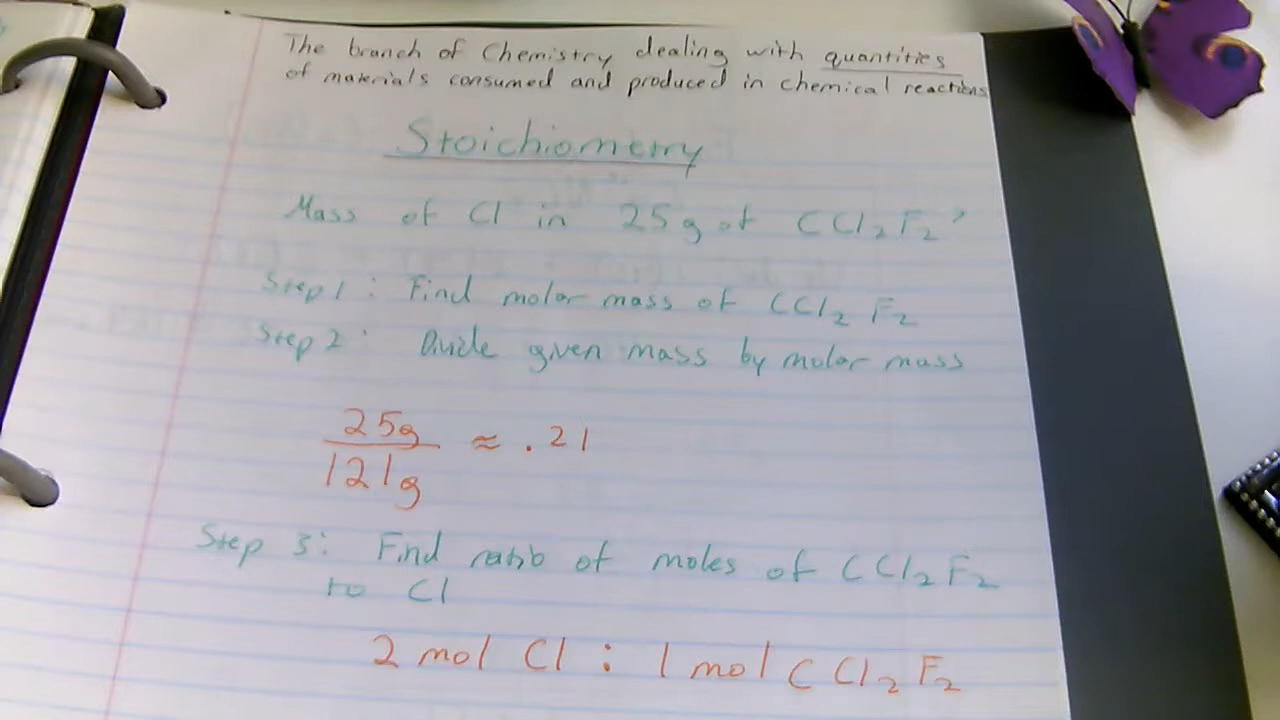 The branch of Chemistry dealing with quantities
of materials consumed and produced in chemical reactions
Stoichiometry
Mass of Cl in 25g of CCl₂F₂?
Step 1: Find molar mass of CCl₂F₂
Step 2: Divide given mass by molar mass
25g
≈ .21
121g
Step 3: Find ratio of moles of CCl₂F₂
to Cl
2 mol Cl : 1 mol CCl₂F₂